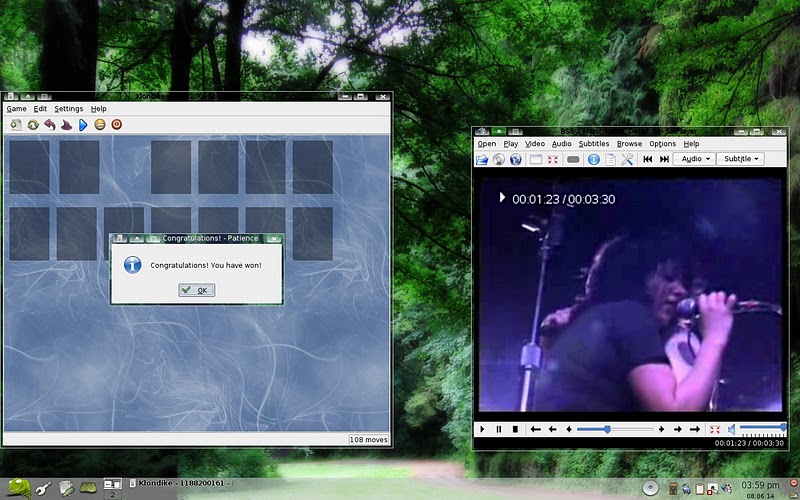 Klondike
Game Edit Settings Help
Congratulations! - Patience
Congratulations! You have won!
OK
108 moves
Open Play Video Audio Subtitles Browse Options Help
Audio Subtitle
00:01:23 / 00:03:30
00:01:23 / 00:03:30
1
2
Klondike - 1188200161 -
03:59 pm
08.06.14